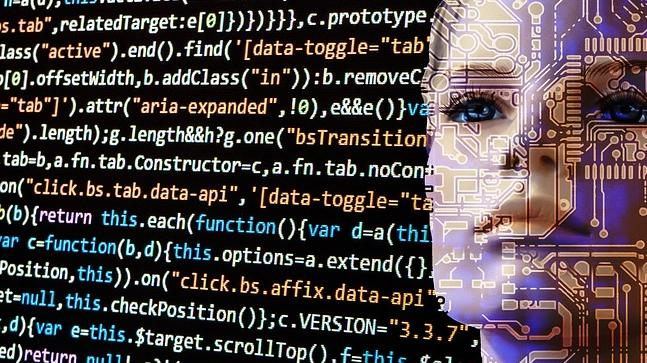 s.tab",relatedTarget:e[0]})})}}},c.prototype.
lass("active").end().find('[data-toggle="tab"
[0].offsetWidth,b.addClass("in")):b.removeC
="tab"]').attr("aria-expanded",!0),e&&e()}va
de").length);g.length&&h?g.one("bsTransition
.tab=b,a.fn.tab.Constructor=c,a.fn.tab.noCon
on("click.bs.tab.data-api",'[data-toggle="ta
b(b){return this.each(function(){var d=a(thi
var c=function(b,d){this.options=a.extend({}
Position,this)).on("click.bs.affix.data-api",
et=null,this.checkPosition()};c.VERSION="3.3.7",
,d){var e=this.$target.scrollTop(),f=this.
ed)return null